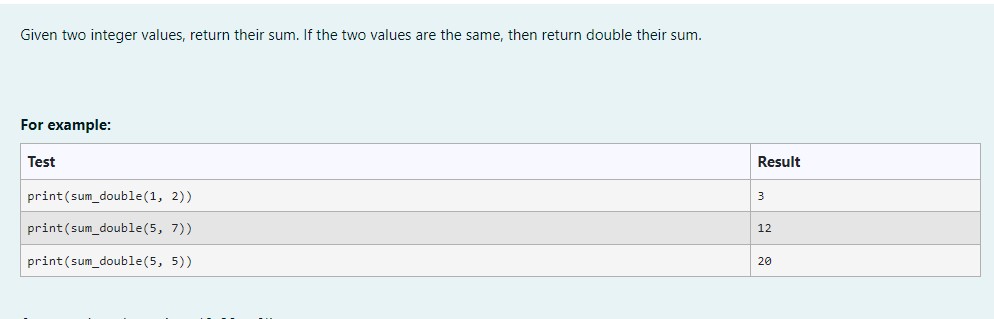 Given two integer values, return their sum. If the two values are the same, then return double their sum.
For example:
Test Result
print(sum_double(1, 2)) 3
print(sum_double(5, 7)) 12
print(sum_double(5, 5)) 20